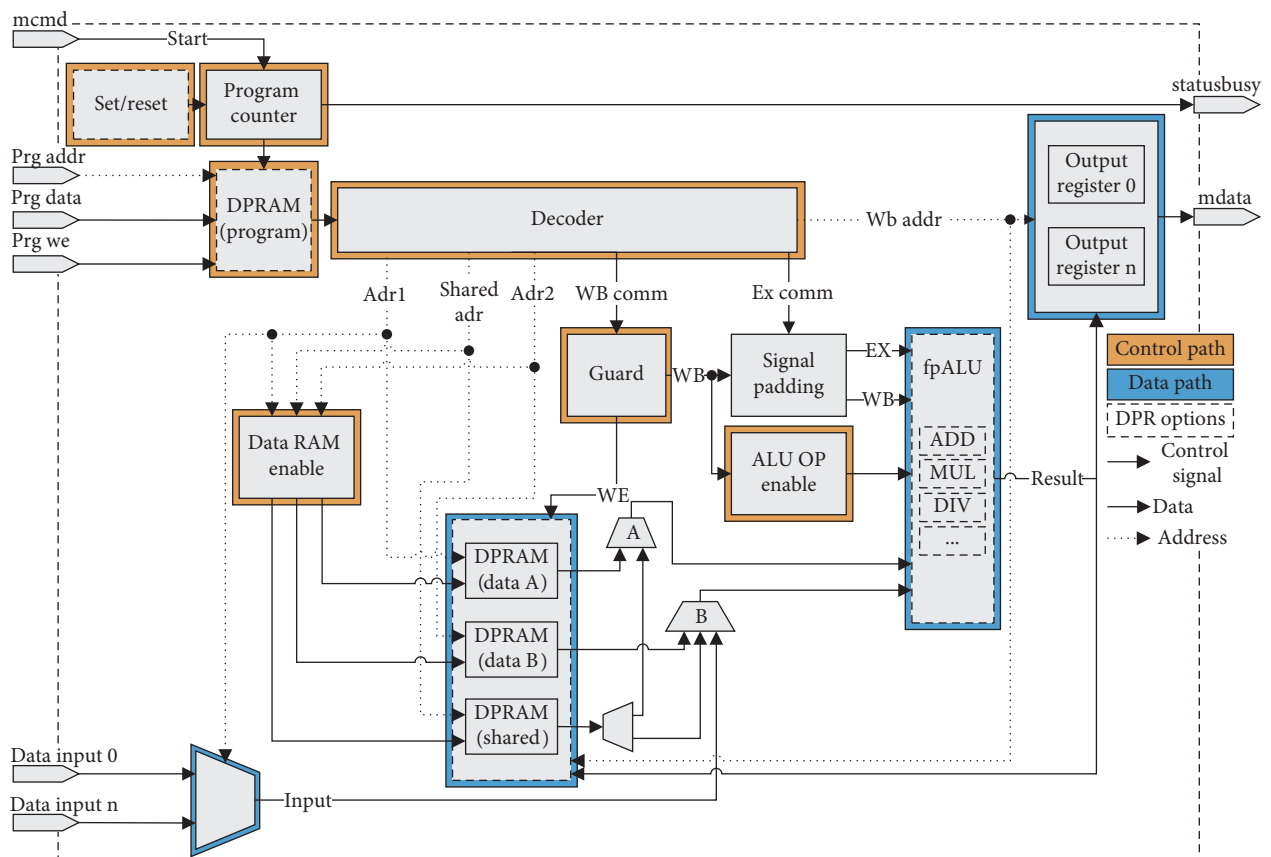 mcmd
Start
Set/reset
Program
counter
statusbusy
Prg addr
Prg data
Prg we
DPRAM
(program)
Decoder
Wb addr
Output
register 0
Output
register n
mdata
Adr1
Shared
adr
Adr2
WB comm
Ex comm
Guard
WB
Signal
padding
EX
WB
fpALU
ADD
MUL
DIV
...
Result
Control path
Data path
DPR options
Control
signal
Data
Address
Data RAM
enable
ALU OP
enable
WE
A
B
DPRAM
(data A)
DPRAM
(data B)
DPRAM
(shared)
Data input 0
Data input n
Input